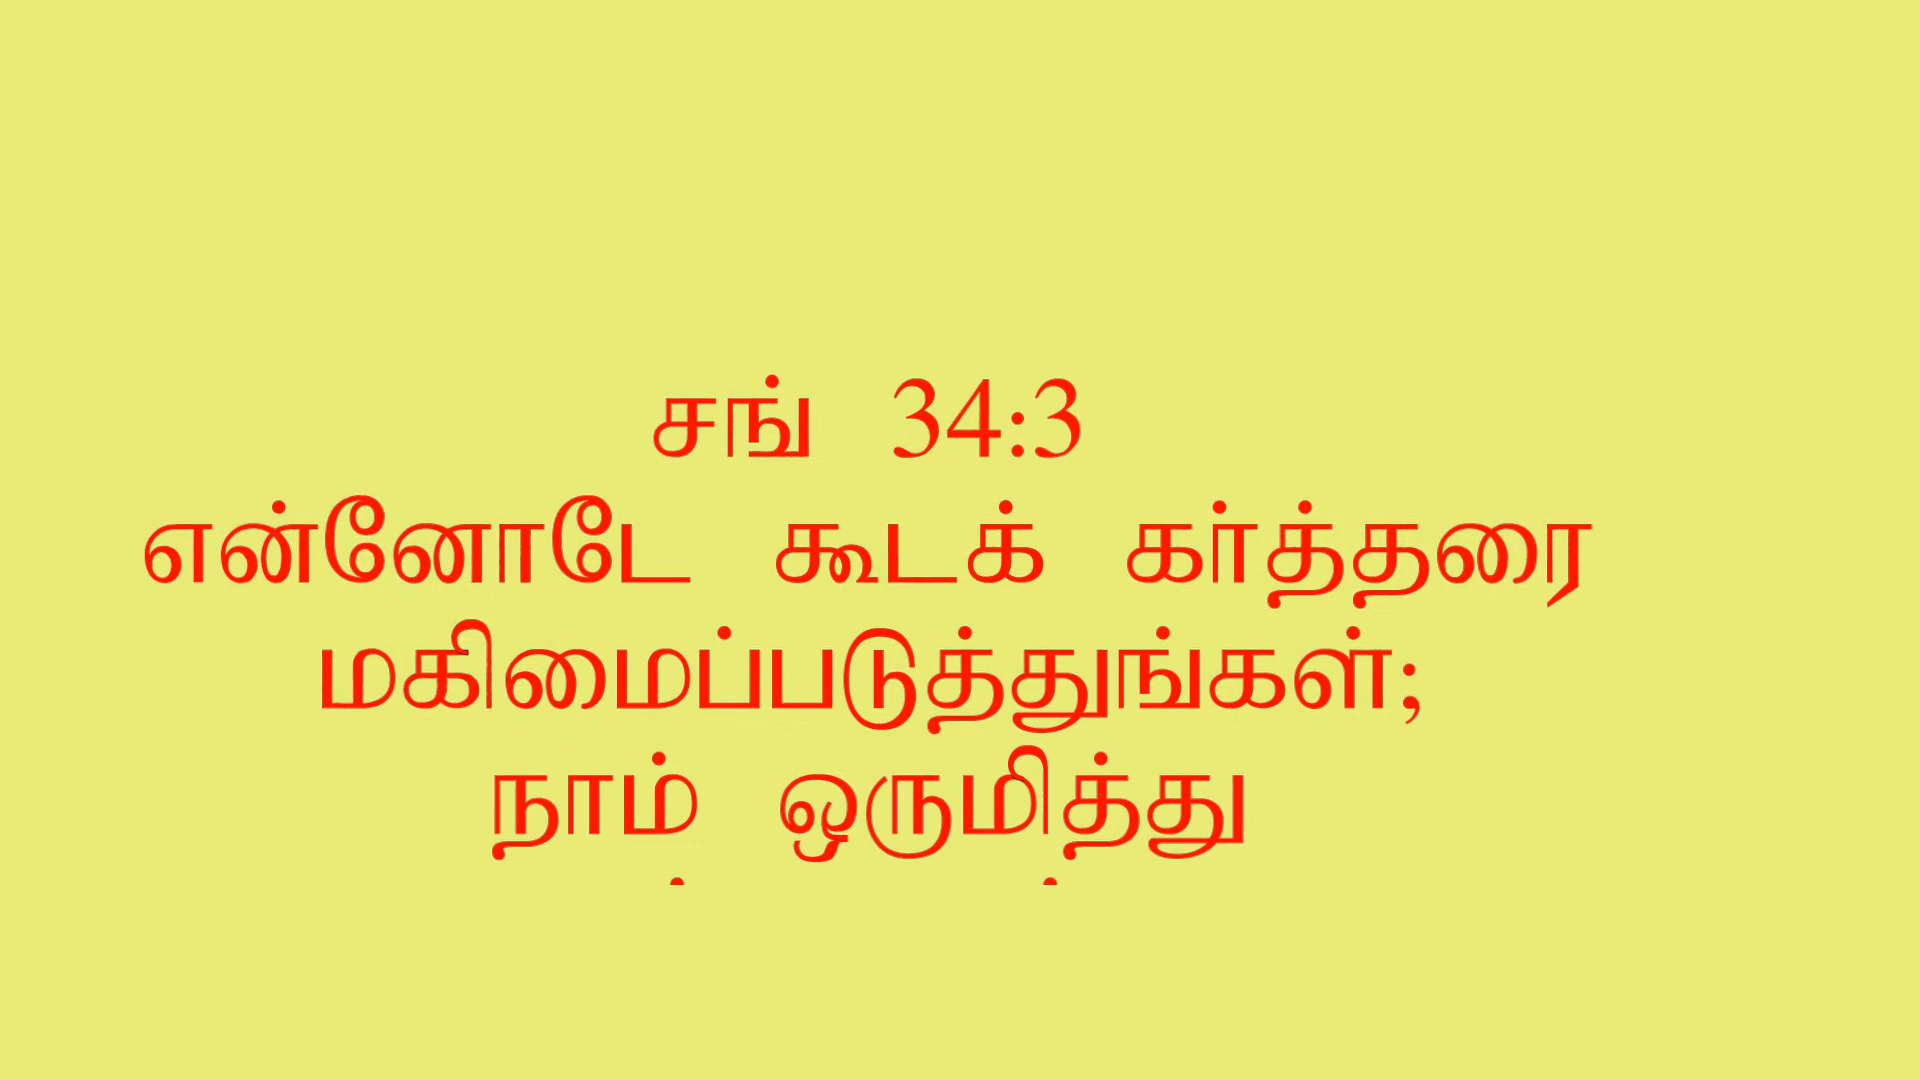 சங் 34:3
என்னோடே கூடக் கர்த்தரை
மகிமைப்படுத்துங்கள்;
நாம் ஒருமித்து